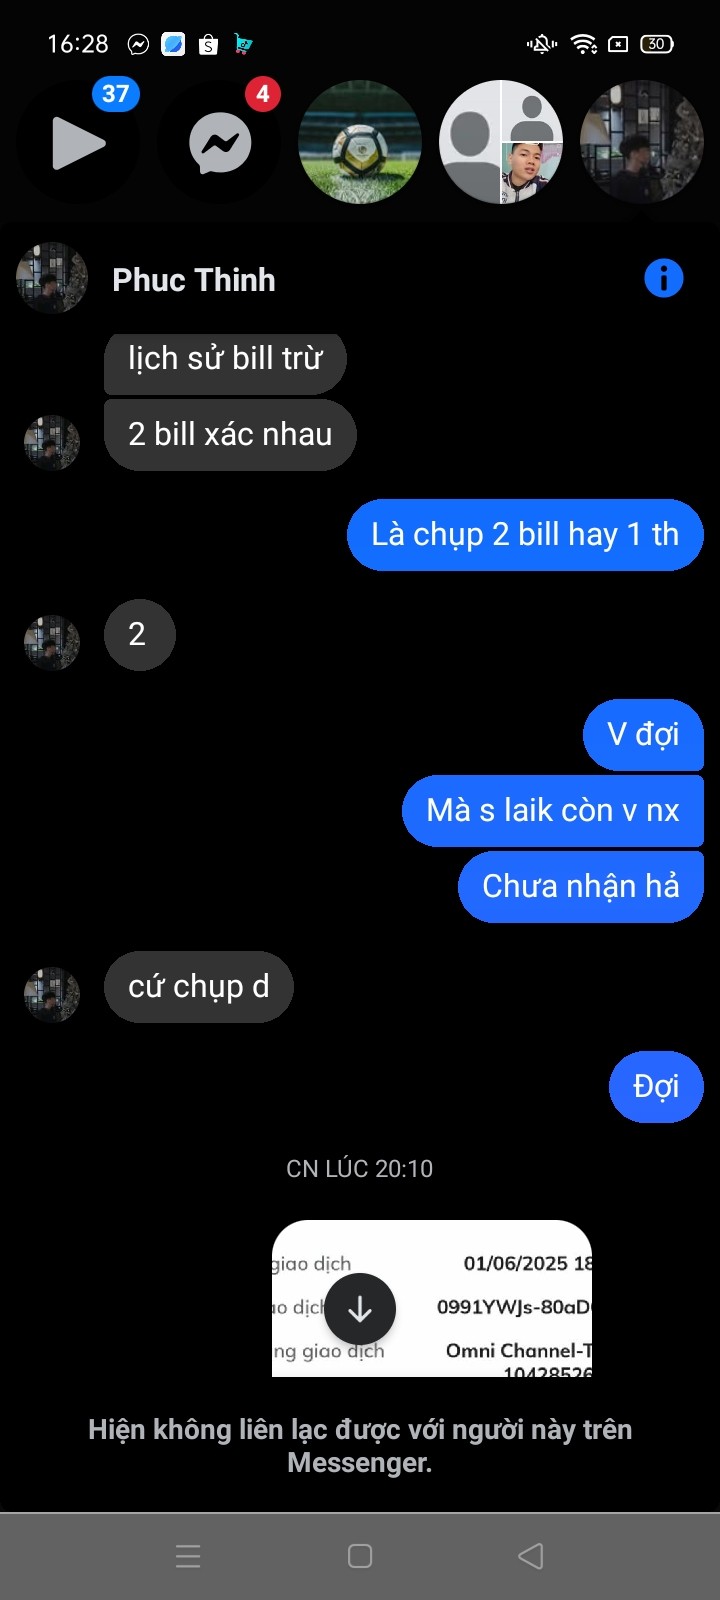 16:28
30
37
4
Phuc Thinh
lịch sử bill trừ
2 bill xác nhau
Là chụp 2 bill hay 1 th
2
V đợi
Mà s laik còn v nx
Chưa nhận hả
cứ chụp d
Đợi
CN LÚC 20:10
giao dịch 01/06/2025 18
ao dịch 0991YWJs-80aD
ng giao dịch Omni Channel-T
10428526
Hiện không liên lạc được với người này trên
Messenger.